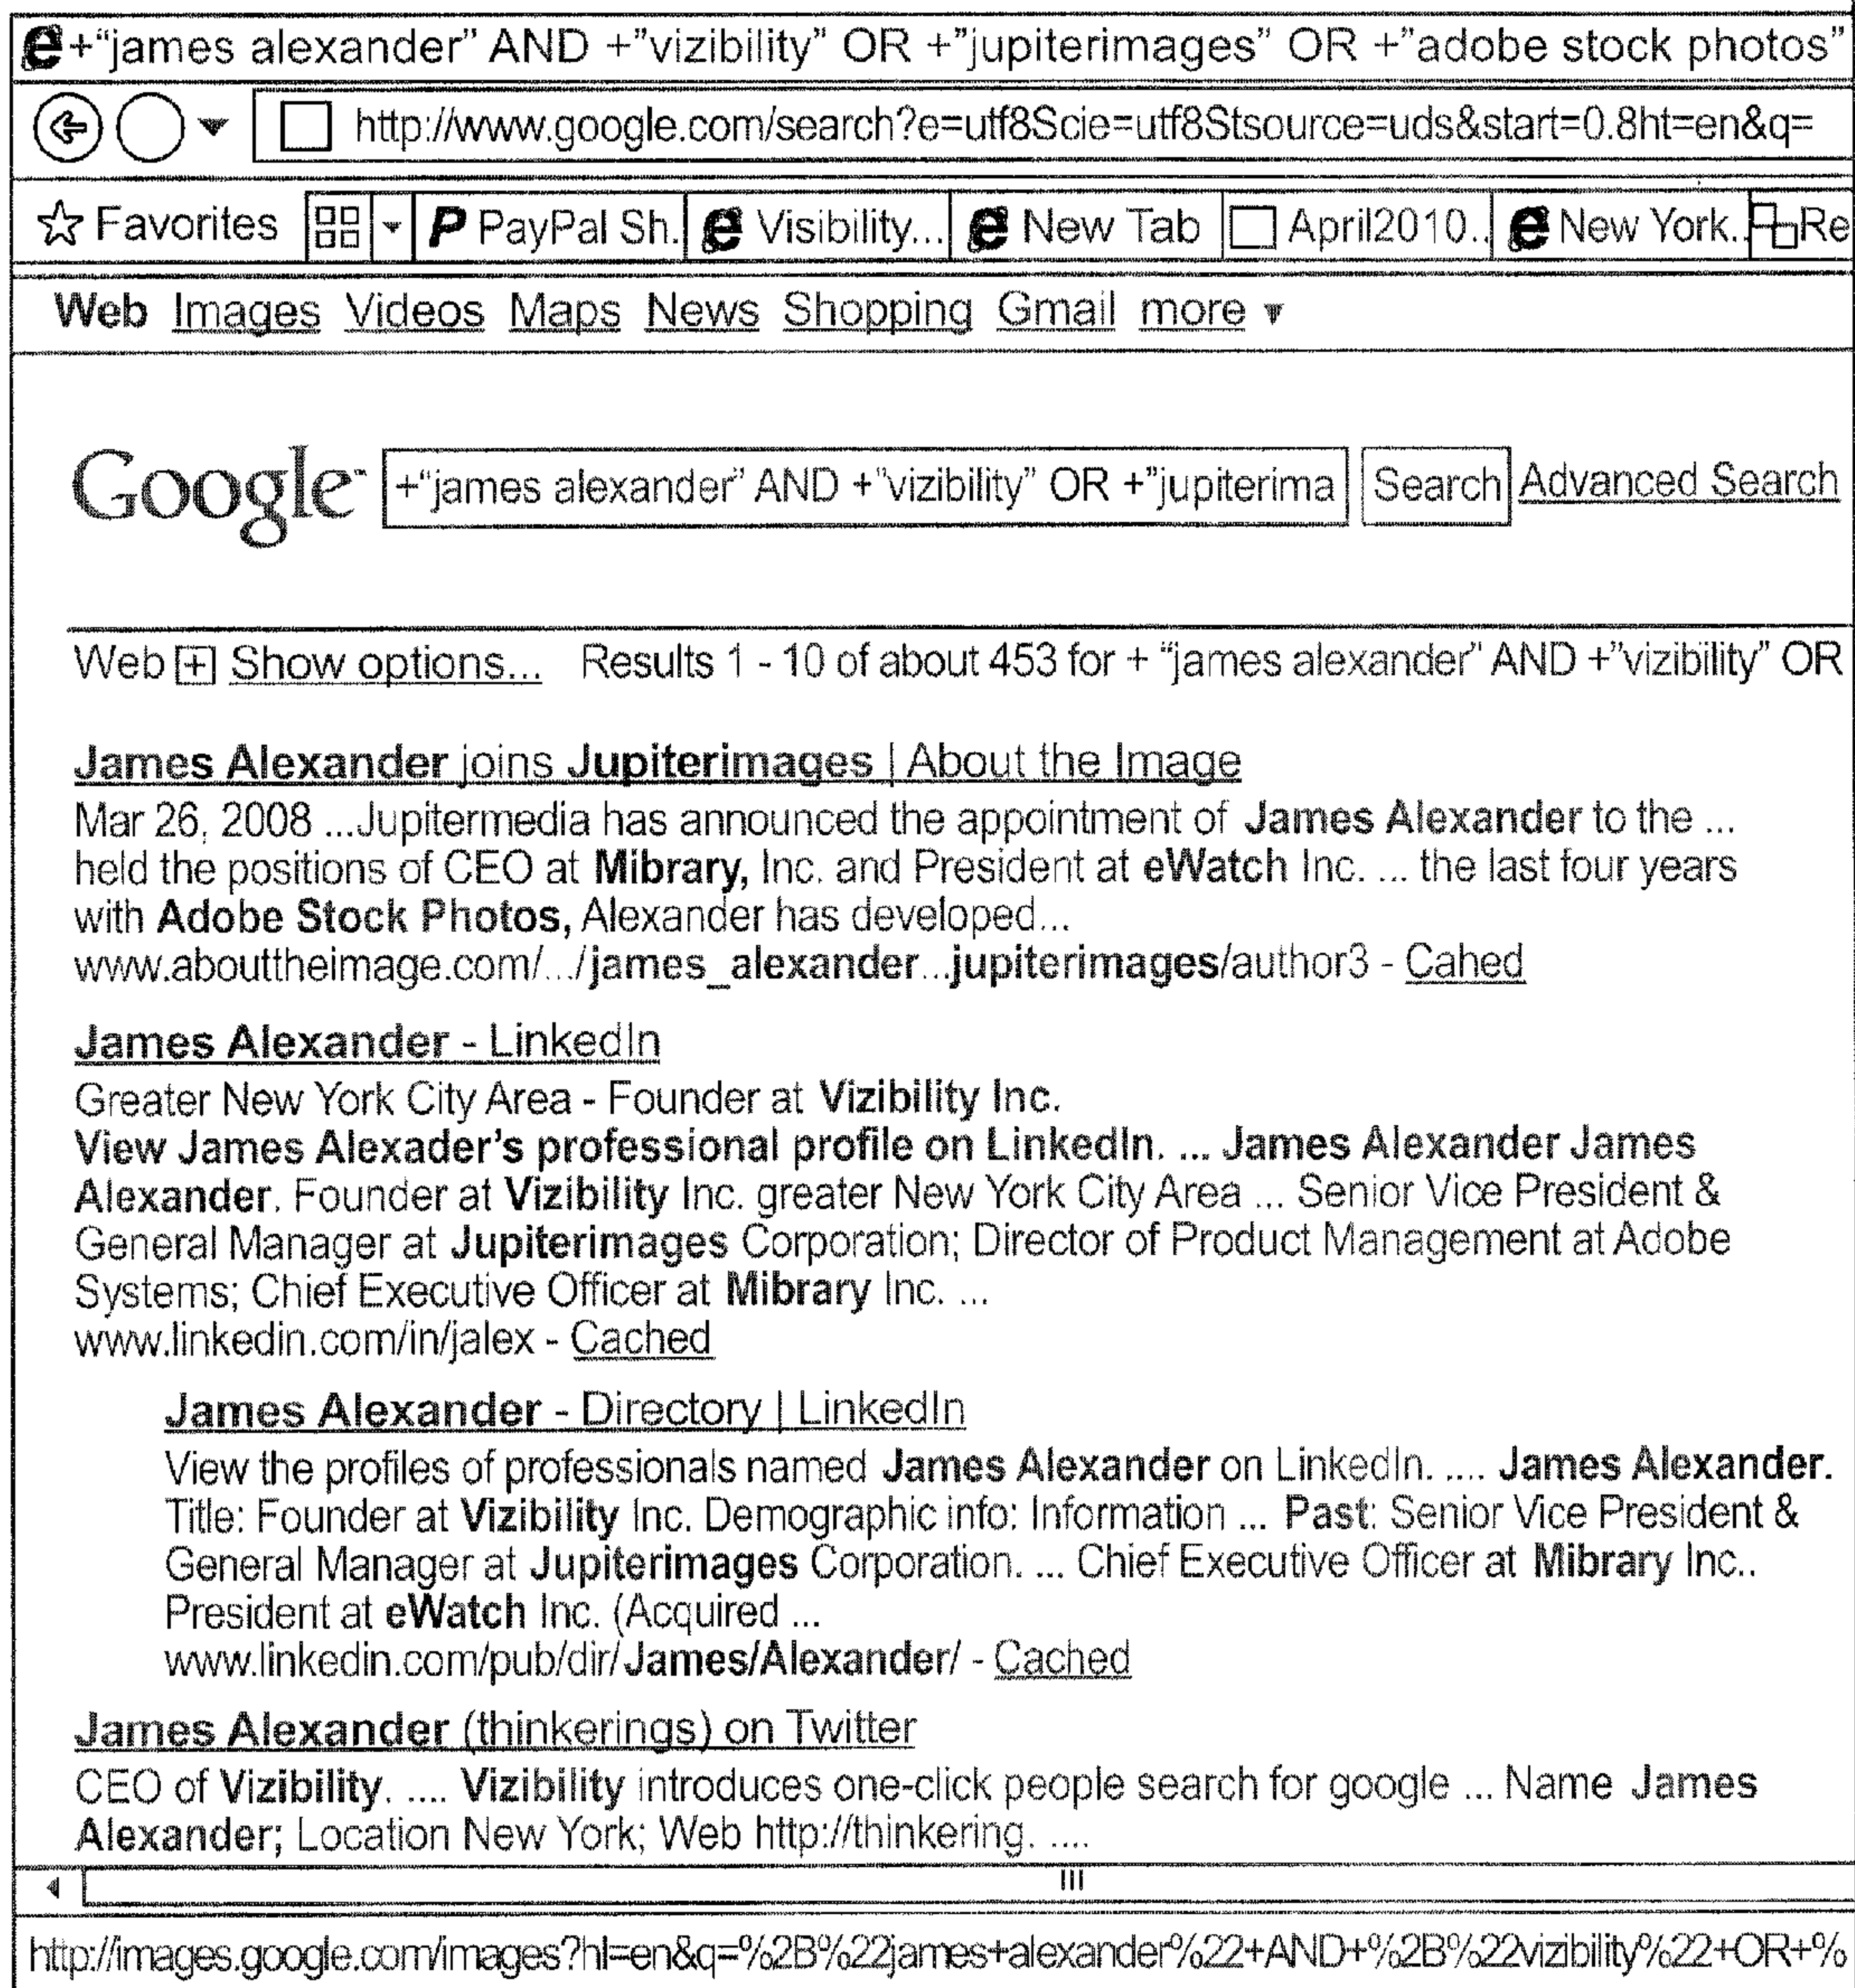 +“james alexander” AND +”vizibility” OR +”jupiterimages” OR +”adobe stock photos”
http://www.google.com/search?e=utf8Scie=utf8Stsource=uds&start=0.8ht=en&q=
Favorites P PayPal Sh. Visibility... New Tab April2010.. New York.. Re
Web Images Videos Maps News Shopping Gmail more
Google™ +“james alexander” AND +”vizibility” OR +”jupiterima Search Advanced Search
Web + Show options... Results 1 - 10 of about 453 for + “james alexander” AND +”vizibility” OR
James Alexander joins Jupiterimages | About the Image
Mar 26, 2008 ...Jupitermedia has announced the appointment of James Alexander to the ...
held the positions of CEO at Mibrary, Inc. and President at eWatch Inc. ... the last four years
with Adobe Stock Photos, Alexander has developed...
www.abouttheimage.com/.../james_alexander...jupiterimages/author3 - Cahed
James Alexander - LinkedIn
Greater New York City Area - Founder at Vizibility Inc.
View James Alexader’s professional profile on LinkedIn. ... James Alexander James
Alexander. Founder at Vizibility Inc. greater New York City Area ... Senior Vice President &
General Manager at Jupiterimages Corporation; Director of Product Management at Adobe
Systems; Chief Executive Officer at Mibrary Inc. ...
www.linkedin.com/in/jalex - Cached
James Alexander - Directory | LinkedIn
View the profiles of professionals named James Alexander on LinkedIn. .... James Alexander.
Title: Founder at Vizibility Inc. Demographic info: Information ... Past: Senior Vice President &
General Manager at Jupiterimages Corporation. ... Chief Executive Officer at Mibrary Inc..
President at eWatch Inc. (Acquired ...
www.linkedin.com/pub/dir/James/Alexander/ - Cached
James Alexander (thinkerings) on Twitter
CEO of Vizibility. .... Vizibility introduces one-click people search for google ... Name James
Alexander; Location New York; Web http://thinkering. ....
http://images.google.com/images?hl=en&q=%2B%22james+alexander%22+AND+%2B%22vizibility%22+OR+%